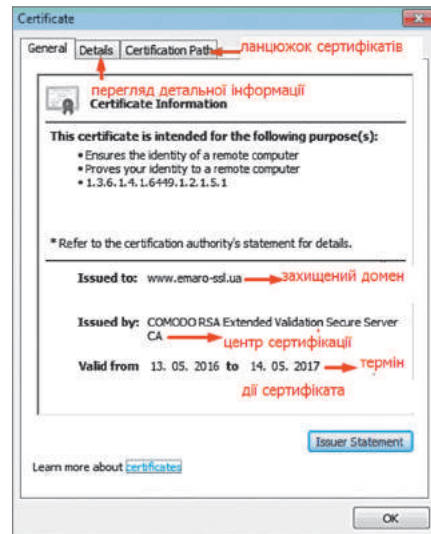 Certificate
General Details Certification Path ланцюжок сертифікатів
перегляд детальної інформації
Certificate Information
This certificate is intended for the following purpose(s):
• Ensures the identity of a remote computer
• Proves your identity to a remote computer
• 1.3.6.1.4.1.6449.1.2.1.5.1
* Refer to the certification authority's statement for details.
Issued to: www.emaro-ssl.ua захищений домен
Issued by: COMODO RSA Extended Validation Secure Server
CA центр сертифікації
Valid from 13. 05. 2016 to 14. 05. 2017 термін
дії сертифіката
Issuer Statement
Learn more about certificates
OK